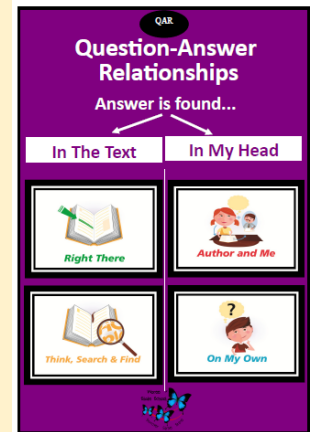 QAR
Question-Answer
Relationships
Answer is found...
In The Text
In My Head
Right There
Author and Me
Think, Search & Find
?
On My Own